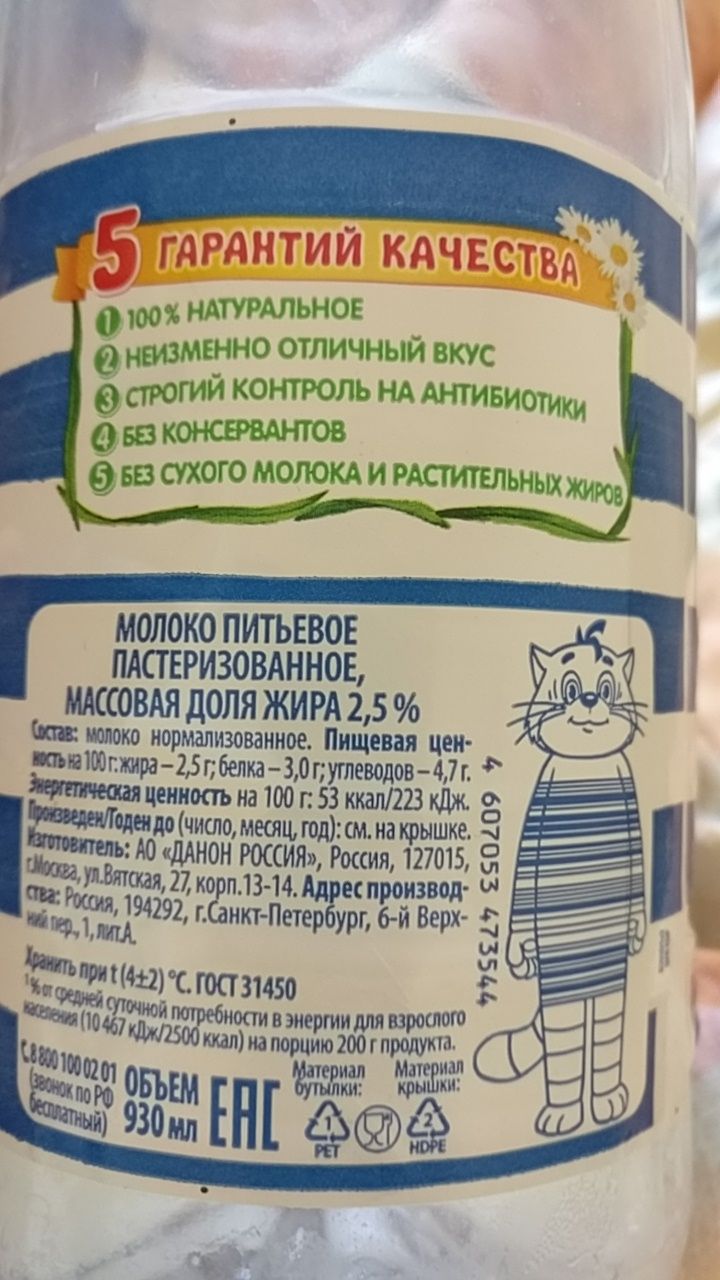 5 ГАРАНТИЙ КАЧЕСТВА
1 100% НАТУРАЛЬНОЕ
2 НЕИЗМЕННО ОТЛИЧНЫЙ ВКУС
3 СТРОГИЙ КОНТРОЛЬ НА АНТИБИОТИКИ
4 БЕЗ КОНСЕРВАНТОВ
5 БЕЗ СУХОГО МОЛОКА И РАСТИТЕЛЬНЫХ ЖИРОВ
МОЛОКО ПИТЬЕВОЕ
ПАСТЕРИЗОВАННОЕ,
МАССОВАЯ ДОЛЯ ЖИРА 2,5 %
Состав: молоко нормализованное. Пищевая цен-
ность на 100 г: жира – 2,5 г; белка – 3,0 г; углеводов – 4,7 г.
Энергетическая ценность на 100 г: 53 ккал/223 кДж.
Произведен/Годен до (число, месяц, год): см. на крышке.
Изготовитель: АО «ДАНОН РОССИЯ», Россия, 127015,
г.Москва, ул.Вятская, 27, корп.13-14. Адрес производ-
ства: Россия, 194292, г.Санкт-Петербург, 6-й Верх-
ний пер., 1, лит.А.
Хранить при t (4±2) °С. ГОСТ 31450
¹% от средней суточной потребности в энергии для взрослого
населения (10 467 кДж/2500 ккал) на порцию 200 г продукта.
8 800 100 02 01
(звонок по РФ
бесплатный)
ОБЪЕМ
930 мл
ЕАС
Материал
бутылки:
1
PET
Материал
крышки:
2
HDPE
4 607053 473544